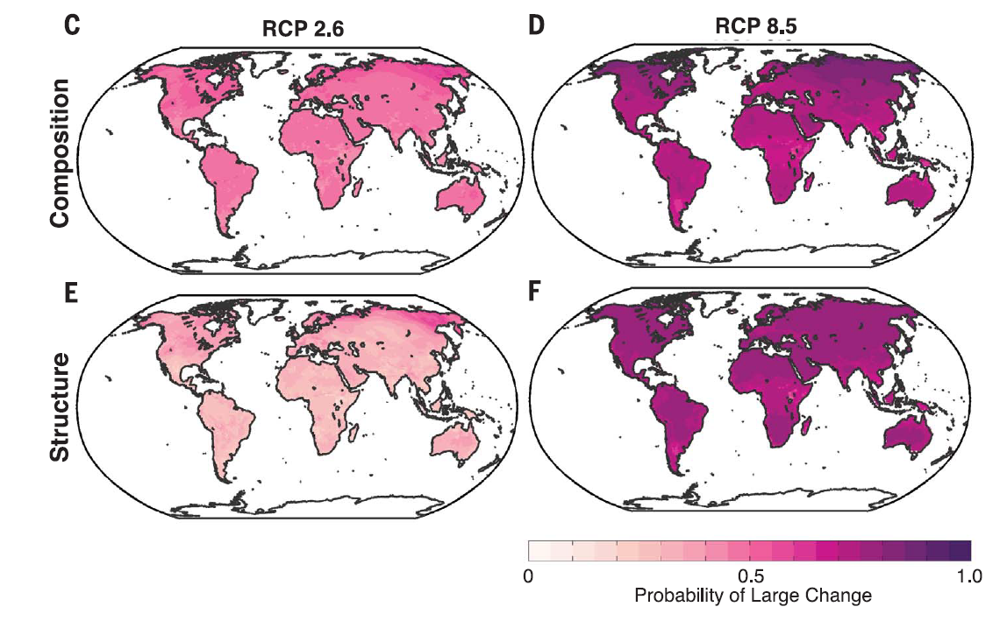 C
RCP 2.6
D
RCP 8.5
Composition
E
F
Structure
0
0.5
1.0
Probability of Large Change